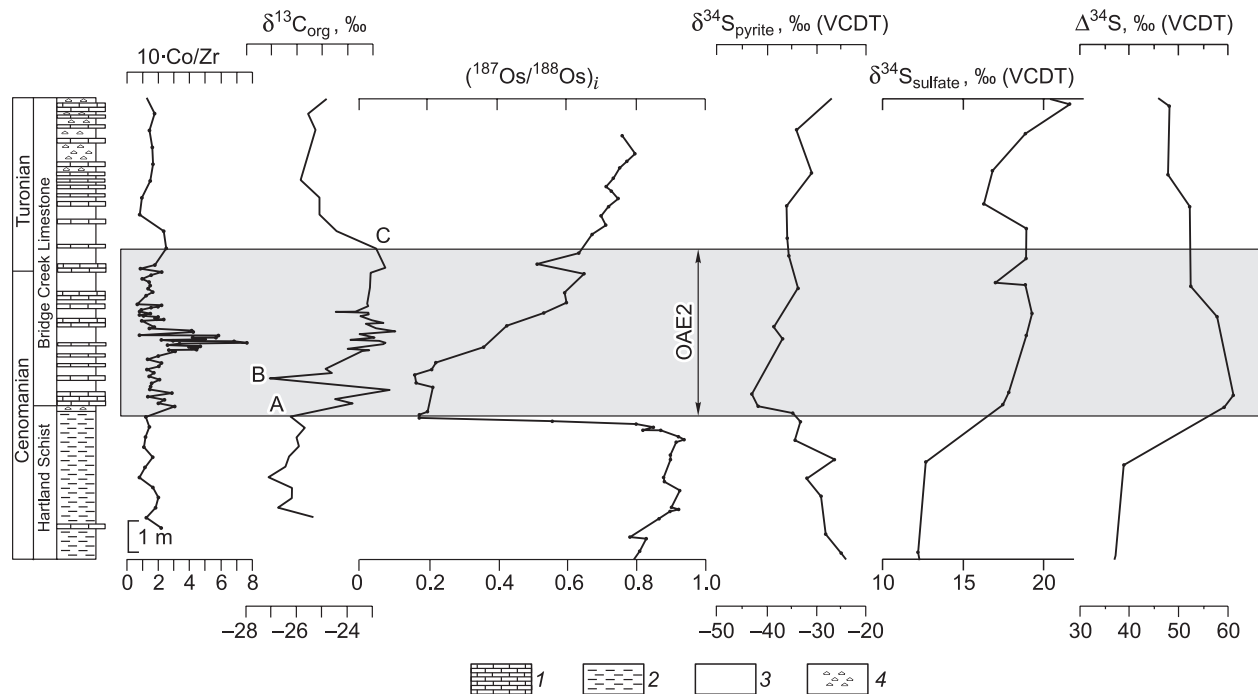 δ¹³Corg, ‰
δ³⁴Spyrite, ‰ (VCDT)
Δ³⁴S, ‰ (VCDT)
10·Co/Zr
(¹⁸⁷Os/¹⁸⁸Os)i
δ³⁴Ssulfate, ‰ (VCDT)
Turonian
Cenomanian
Bridge Creek Limestone
Hartland Schist
C
B
A
OAE2
1 m
0 2 4 6 8
0 0.2 0.4 0.6 0.8 1.0
10 15 20
–28 –26 –24
–50 –40 –30 –20
30 40 50 60
1 2 3 4